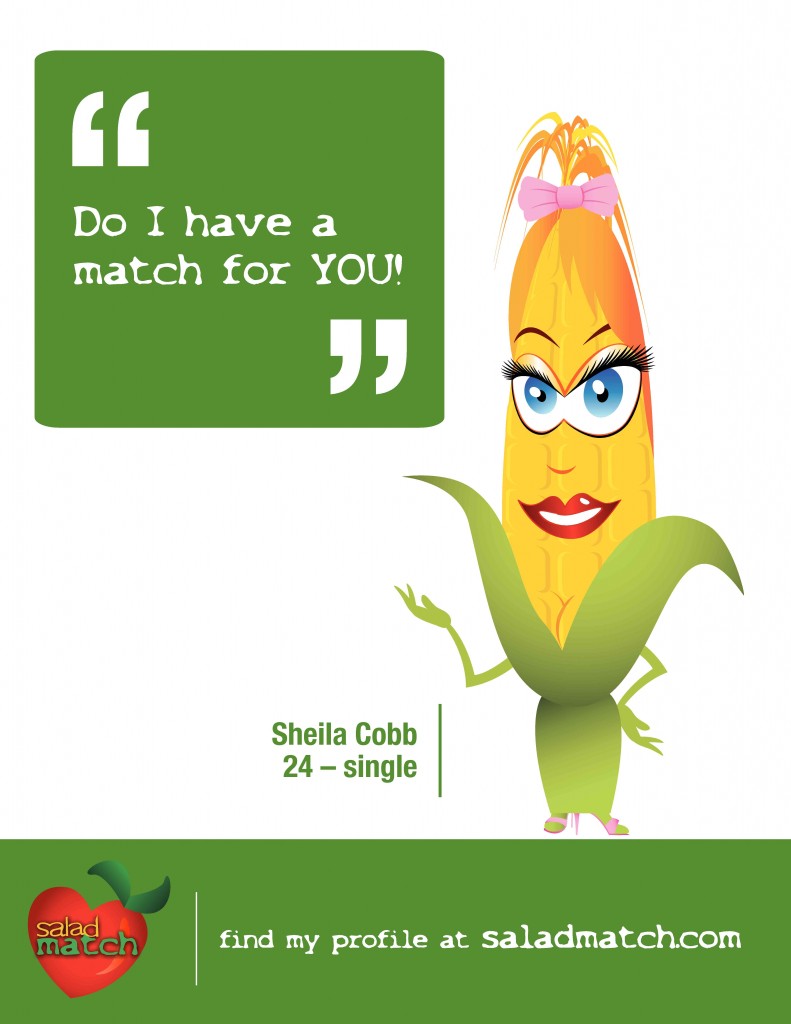 “
Do I have a
match for YOU!
”
Sheila Cobb
24 – single
salad
match
find my profile at saladmatch.com